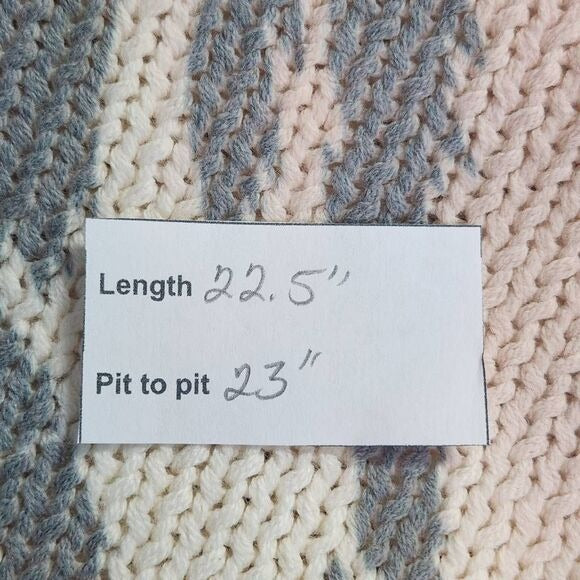 Length 22.5"
Pit to pit 23"